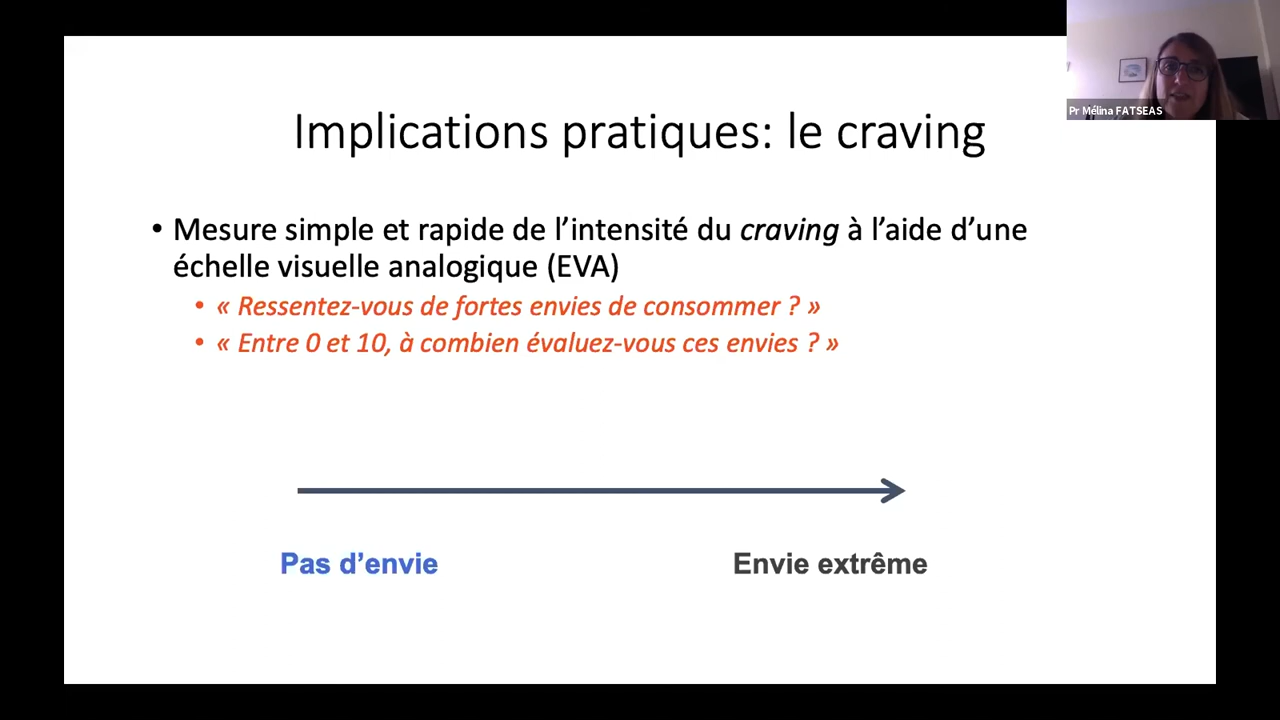 Pr Mélina FATSEAS
Implications pratiques: le craving
• Mesure simple et rapide de l’intensité du craving à l’aide d’une
échelle visuelle analogique (EVA)
• « Ressentez-vous de fortes envies de consommer ? »
• « Entre 0 et 10, à combien évaluez-vous ces envies ? »
Pas d’envie
Envie extrême